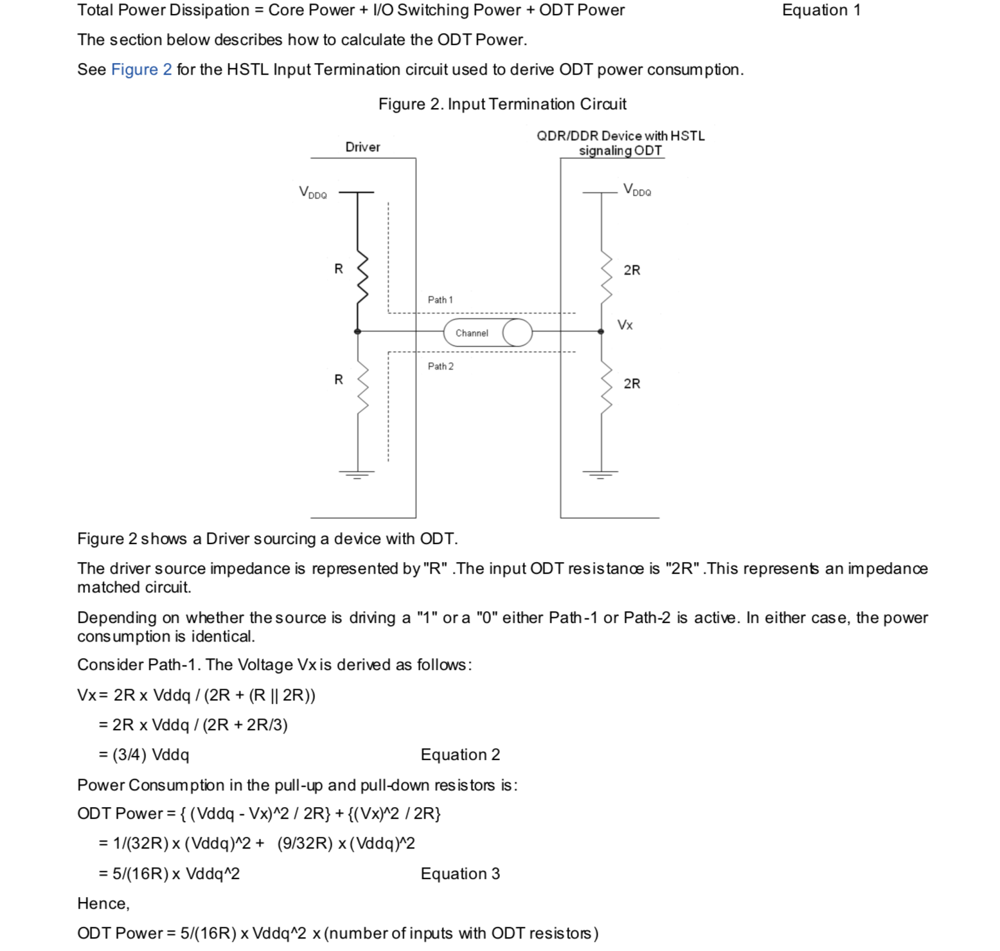 Total Power Dissipation = Core Power + I/O Switching Power + ODT Power Equation 1
The section below describes how to calculate the ODT Power.
See Figure 2 for the HSTL Input Termination circuit used to derive ODT power consumption.
Figure 2. Input Termination Circuit
QDR/DDR Device with HSTL
signaling ODT
Driver
VDDQ
VDDQ
R
2R
Path 1
Vx
Channel
Path 2
R
2R
Figure 2 shows a Driver sourcing a device with ODT.
The driver source impedance is represented by "R" .The input ODT resistance is "2R" .This represents an impedance
matched circuit.
Depending on whether the source is driving a "1" or a "0" either Path-1 or Path-2 is active. In either case, the power
consumption is identical.
Consider Path-1. The Voltage Vx is derived as follows:
Vx = 2R x Vddq / (2R + (R || 2R))
= 2R x Vddq / (2R + 2R/3)
= (3/4) Vddq Equation 2
Power Consumption in the pull-up and pull-down resistors is:
ODT Power = { (Vddq - Vx)^2 / 2R} + {(Vx)^2 / 2R}
= 1/(32R) x (Vddq)^2 + (9/32R) x (Vddq)^2
= 5/(16R) x Vddq^2 Equation 3
Hence,
ODT Power = 5/(16R) x Vddq^2 x (number of inputs with ODT resistors)